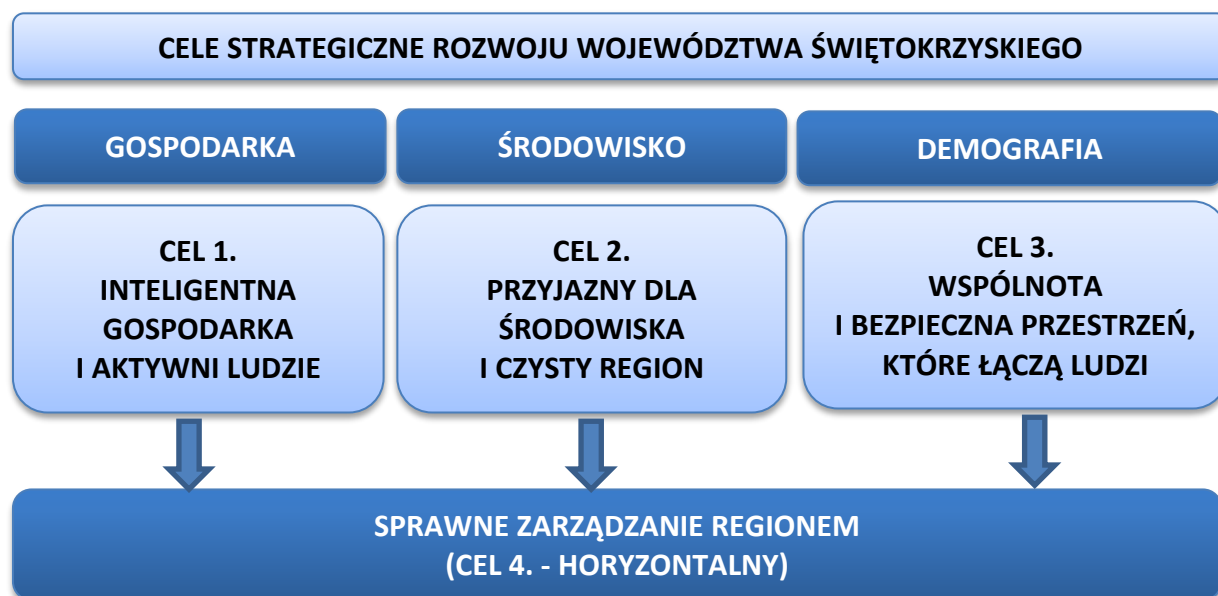 CELE STRATEGICZNE ROZWOJU WOJEWÓDZTWA ŚWIĘTOKRZYSKIEGO
GOSPODARKA
ŚRODOWISKO
DEMOGRAFIA
CEL 1.
INTELIGENTNA
GOSPODARKA
I AKTYWNI LUDZIE
CEL 2.
PRZYJAZNY DLA
ŚRODOWISKA
I CZYSTY REGION
CEL 3.
WSPÓLNOTA
I BEZPIECZNA PRZESTRZEŃ,
KTÓRE ŁĄCZĄ LUDZI
SPRAWNE ZARZĄDZANIE REGIONEM
(CEL 4. - HORYZONTALNY)